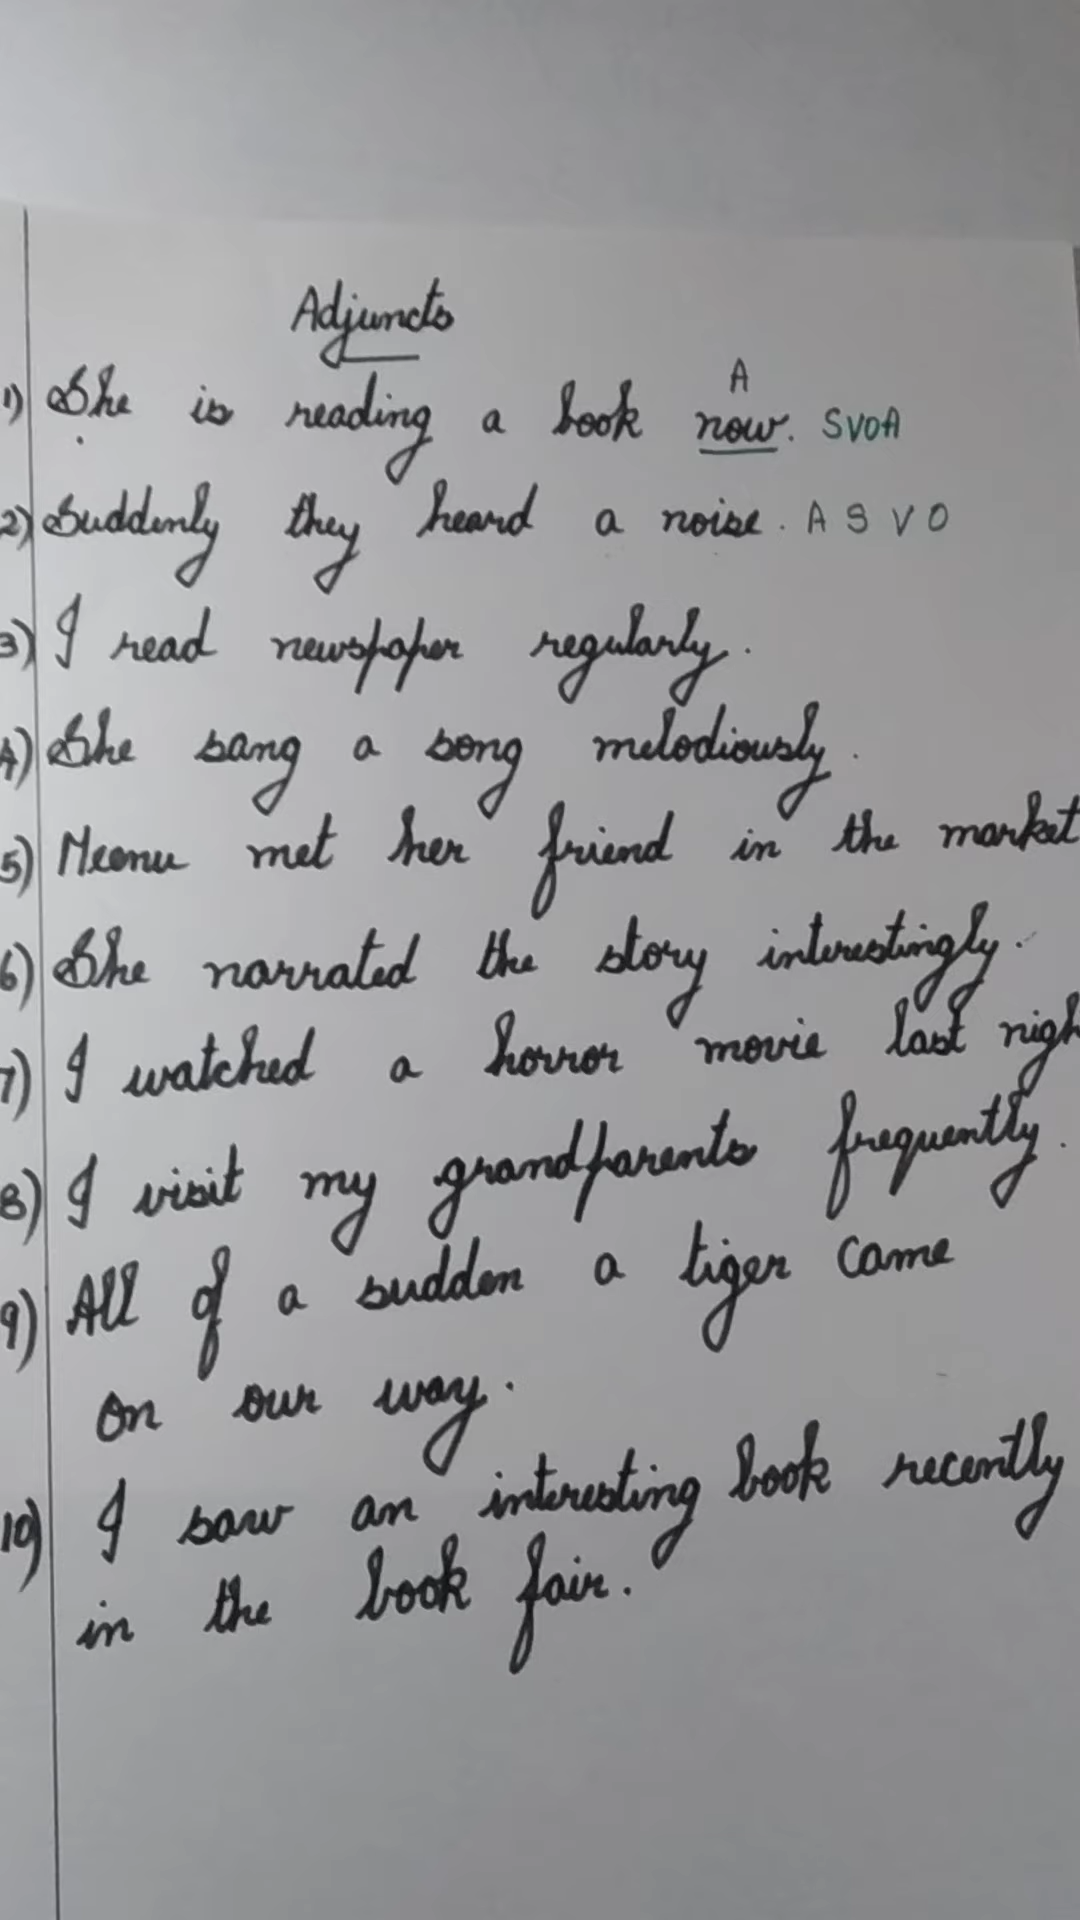 Adjuncts
A
1) She is reading a book now. SVOA
2) Suddenly they heard a noise. A S V O
3) I read newspaper regularly.
4) She sang a song melodiously.
5) Meenu met her friend in the market
6) She narrated the story interestingly.
7) I watched a horror movie last nigh
8) I visit my grandparents frequently.
9) All of a sudden a tiger came
on our way.
10) I saw an interesting book recently
in the book fair.